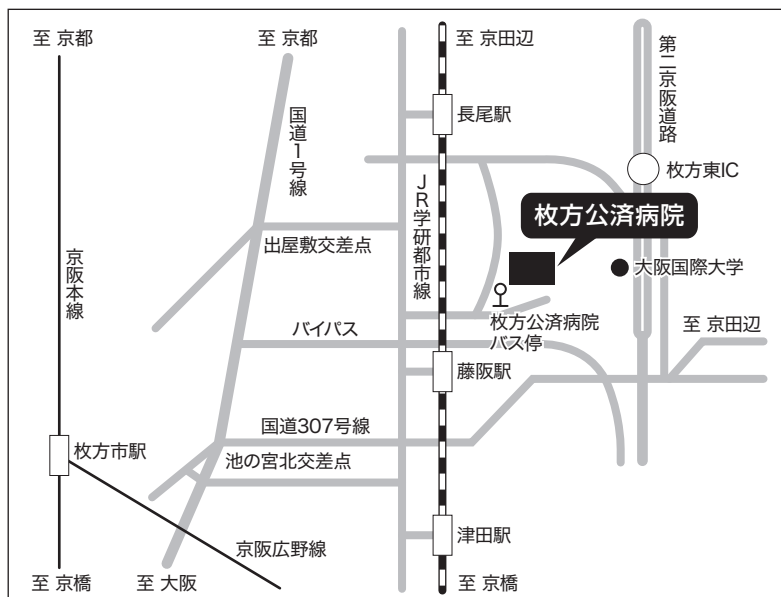 至 京都
至 京都
至 京田辺
第二京阪道路
国道1号線
長尾駅
枚方東IC
JR学研都市線
枚方公済病院
京阪本線
出屋敷交差点
大阪国際大学
バイパス
枚方公済病院
バス停
至 京田辺
藤阪駅
国道307号線
枚方市駅
池の宮北交差点
京阪広野線
津田駅
至 京橋
至 大阪
至 京橋